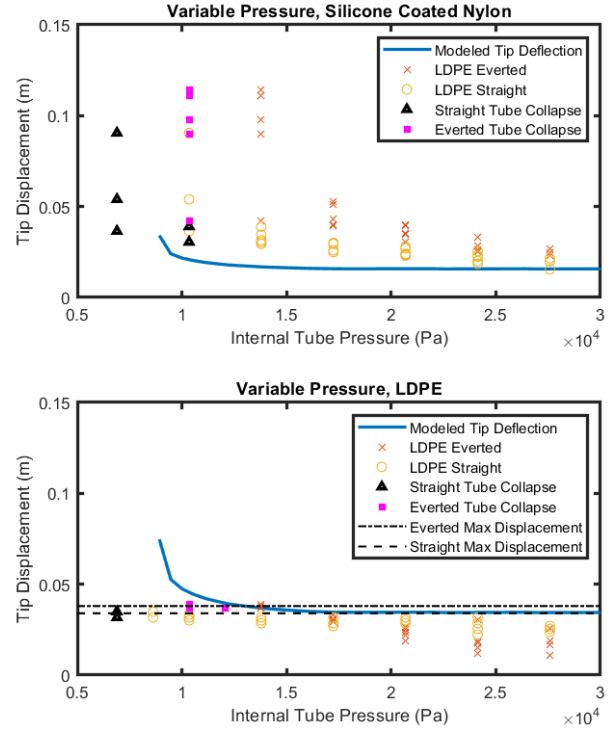 Variable Pressure, Silicone Coated Nylon
0.15
0.1
0.05
0
Tip Displacement (m)
Modeled Tip Deflection
LDPE Everted
LDPE Straight
Straight Tube Collapse
Everted Tube Collapse
0.5 1 1.5 2 2.5 3
Internal Tube Pressure (Pa)
×10⁴
Variable Pressure, LDPE
0.15
0.1
0.05
0
Tip Displacement (m)
Modeled Tip Deflection
LDPE Everted
LDPE Straight
Straight Tube Collapse
Everted Tube Collapse
Everted Max Displacement
Straight Max Displacement
0.5 1 1.5 2 2.5 3
Internal Tube Pressure (Pa)
×10⁴